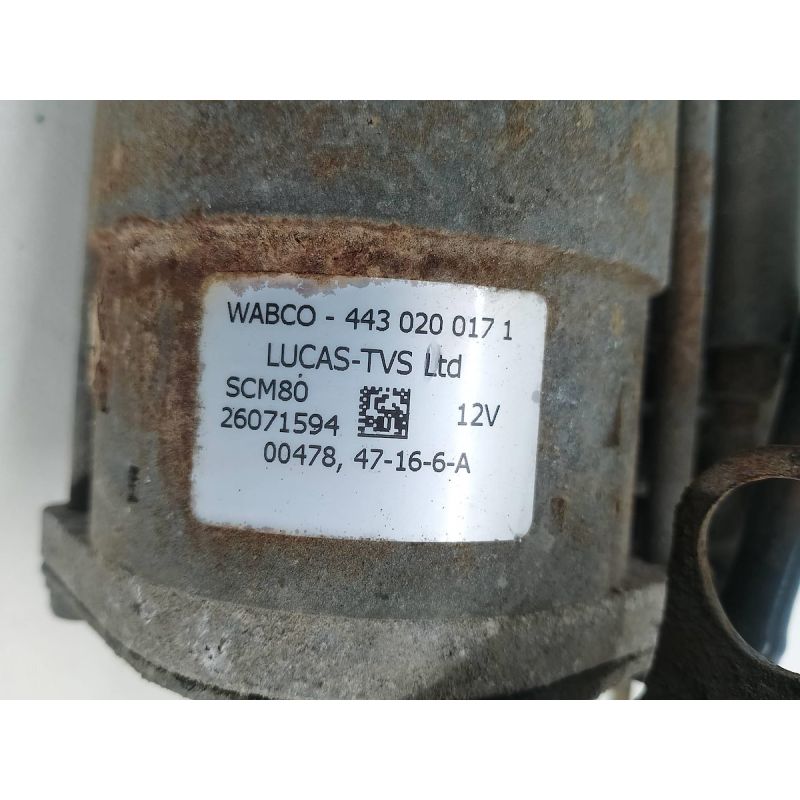 WABCO - 443 020 017 1
LUCAS-TVS Ltd
SCM80
26071594 12V
00478, 47-16-6-A